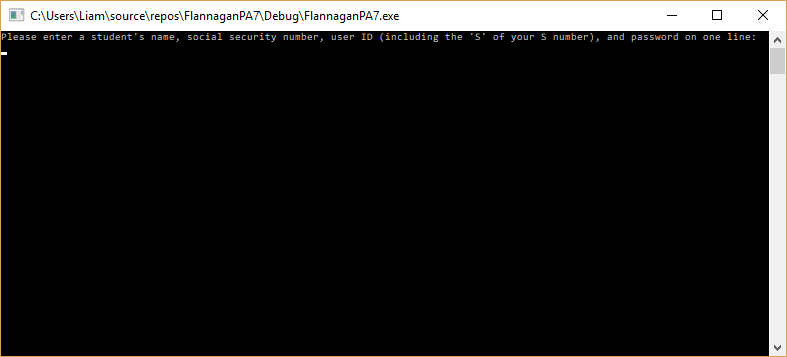 C:\Users\Liam\source\repos\FlannaganPA7\Debug\FlannaganPA7.exe
Please enter a student's name, social security number, user ID (including the 'S' of your S number), and password on one line: